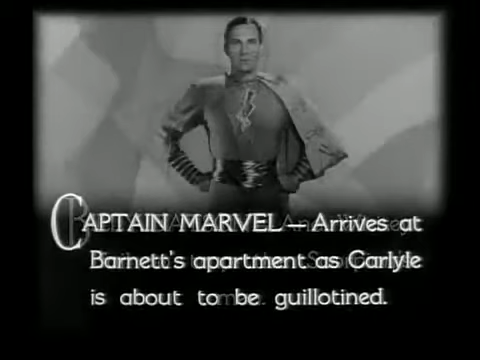 CAPTAIN MARVEL — Arrives at
Barnett's apartment as Carlyle
is about to be guillotined.